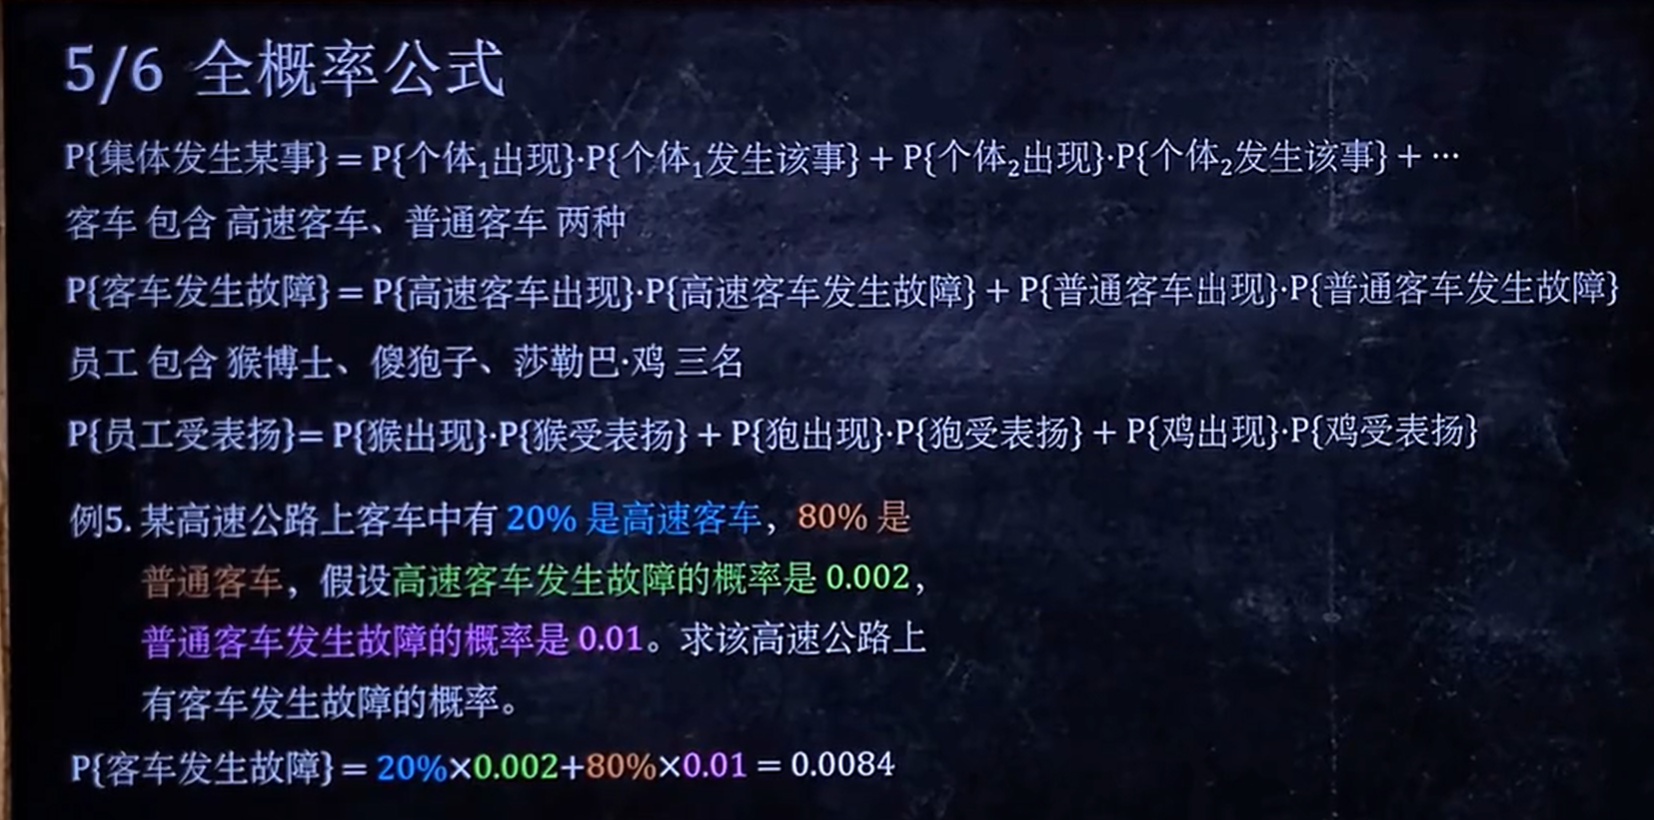 5/6 全概率公式
P{集体发生某事} = P{个体₁出现}·P{个体₁发生该事} + P{个体₂出现}·P{个体₂发生该事} + ⋯
客车 包含 高速客车、普通客车 两种
P{客车发生故障} = P{高速客车出现}·P{高速客车发生故障} + P{普通客车出现}·P{普通客车发生故障}
员工 包含 猴博士、傻狍子、莎勒巴·鸡 三名
P{员工受表扬}= P{猴出现}·P{猴受表扬} + P{狍出现}·P{狍受表扬} + P{鸡出现}·P{鸡受表扬}
例5. 某高速公路上客车中有 20% 是高速客车，80% 是
普通客车，假设高速客车发生故障的概率是 0.002，
普通客车发生故障的概率是 0.01。求该高速公路上
有客车发生故障的概率。
P{客车发生故障} = 20%×0.002+80%×0.01 = 0.0084